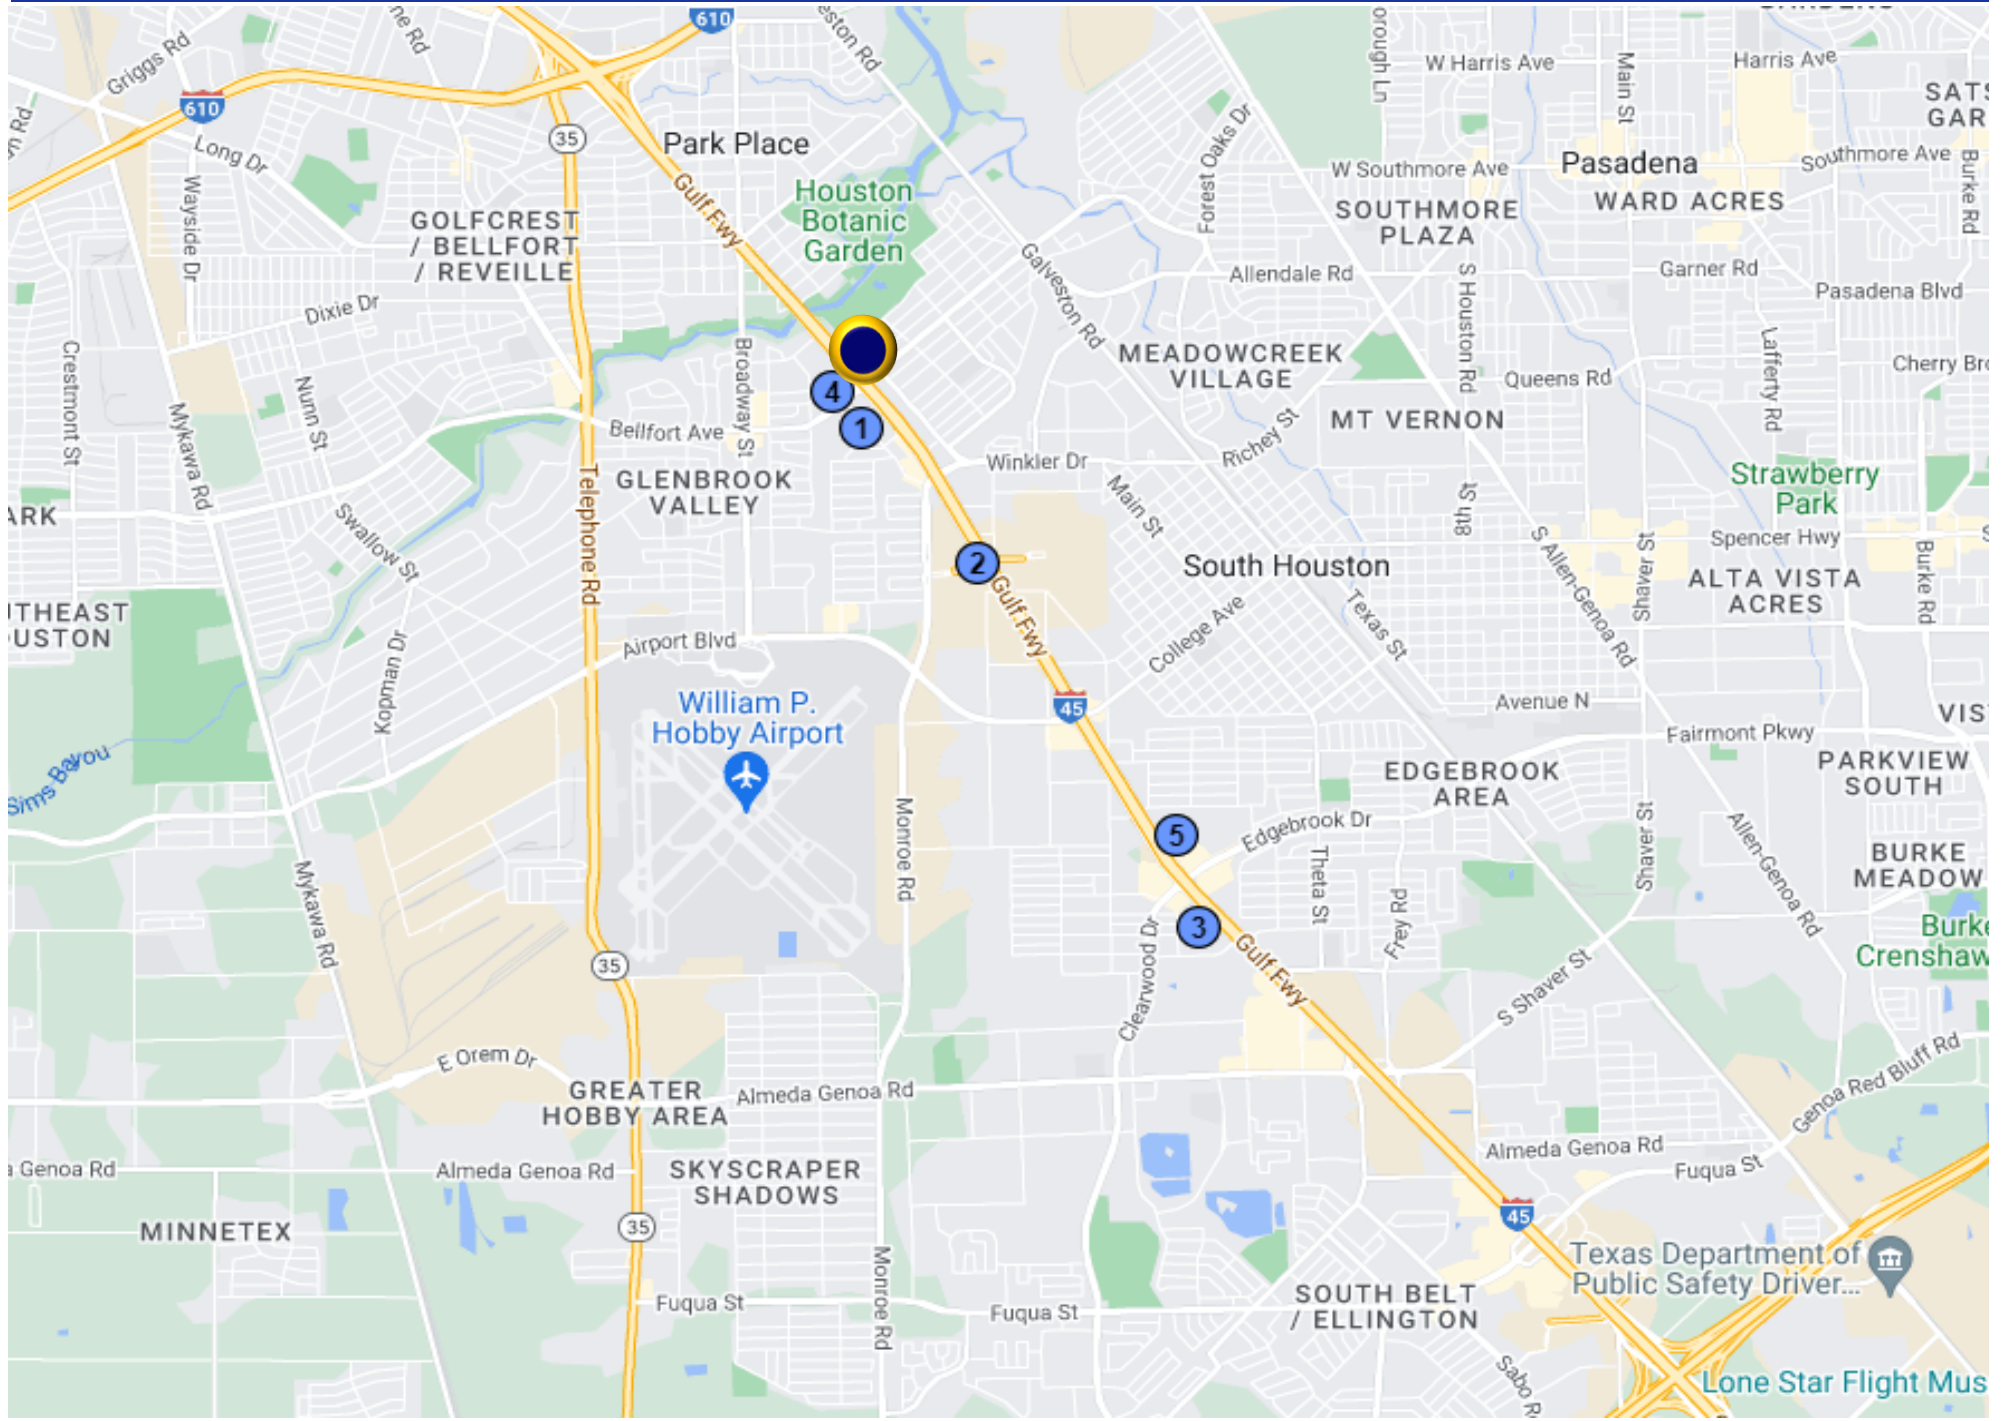 610
Griggs Rd
610
Long Dr
Wayside Dr
35
Park Place
Gulf Fwy
Houston
Botanic
Garden
GOLFCREST
/ BELLFORT
/ REVEILLE
Dixie Dr
Forest Oaks Dr
W Harris Ave
Main St
Harris Ave
W Southmore Ave
Pasadena
Southmore Ave
WARD ACRES
Burke Rd
SOUTHMORE
PLAZA
Allendale Rd
S Houston Rd
Garner Rd
Pasadena Blvd
Galveston Rd
MEADOWCREEK
VILLAGE
Queens Rd
Lafferty Rd
MT VERNON
Richey St
Crestmont St
Nunn St
Mykawa Rd
Broadway St
4
1
Bellfort Ave
GLENBROOK
VALLEY
Winkler Dr
Main St
Telephone Rd
Swallow St
Strawberry
Park
8th St
S Allen-Genoa Rd
Shaver St
Spencer Hwy
Burke Rd
2
South Houston
ALTA VISTA
ACRES
Gulf Fwy
College Ave
Texas St
Kopman Dr
Airport Blvd
William P.
Hobby Airport
45
Avenue N
Fairmont Pkwy
Sims Bayou
EDGEBROOK
AREA
PARKVIEW
SOUTH
Monroe Rd
5
Edgebrook Dr
Theta St
Frey Rd
Shaver St
Allen-Genoa Rd
BURKE
MEADOW
Mykawa Rd
3
Clearwood Dr
Gulf Fwy
35
S Shaver St
E Orem Dr
GREATER
HOBBY AREA
Almeda Genoa Rd
Genoa Red Bluff Rd
Genoa Rd
Almeda Genoa Rd
SKYSCRAPER
SHADOWS
Almeda Genoa Rd
Fuqua St
MINNETEX
35
45
Monroe Rd
Texas Department of
Public Safety Driver...
Fuqua St
Fuqua St
SOUTH BELT
/ ELLINGTON
Lone Star Flight Mus